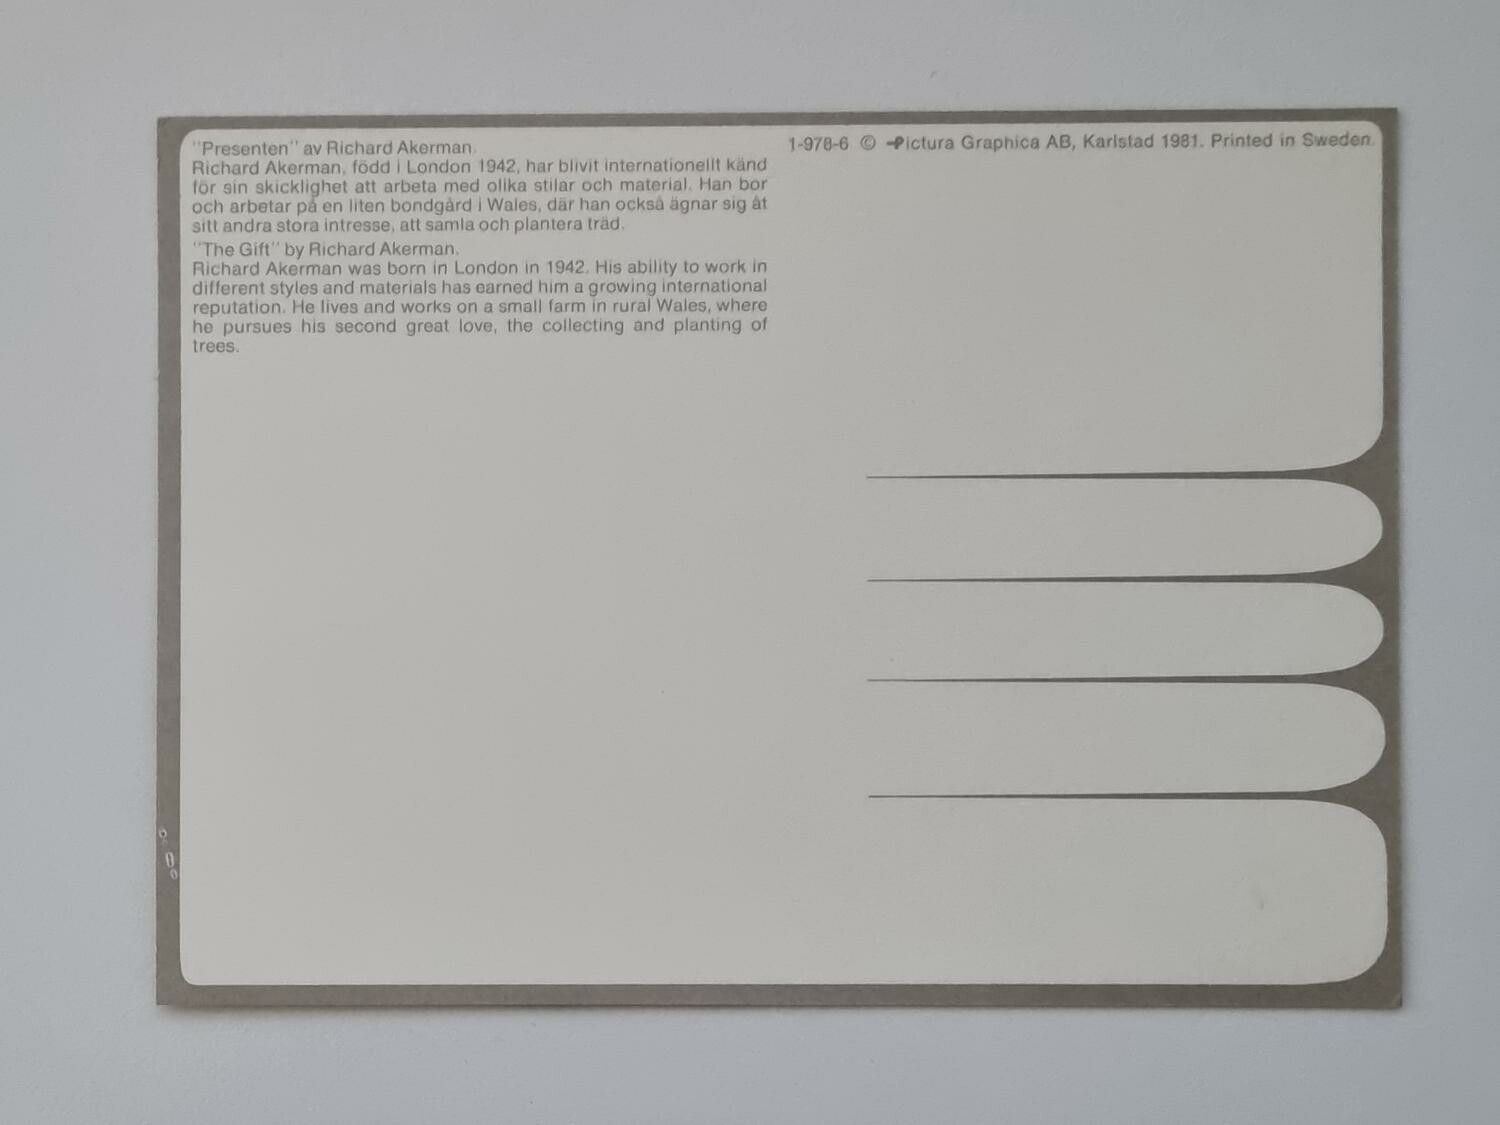 "Presenten" av Richard Akerman.
Richard Akerman, född i London 1942, har blivit internationellt känd
för sin skicklighet att arbeta med olika stilar och material. Han bor
och arbetar på en liten bondgård i Wales, där han också ägnar sig åt
sitt andra stora intresse, att samla och plantera träd.
"The Gift" by Richard Akerman.
Richard Akerman was born in London in 1942. His ability to work in
different styles and materials has earned him a growing international
reputation. He lives and works on a small farm in rural Wales, where
he pursues his second great love, the collecting and planting of
trees.
1-978-6 © Pictura Graphica AB, Karlstad 1981. Printed in Sweden.